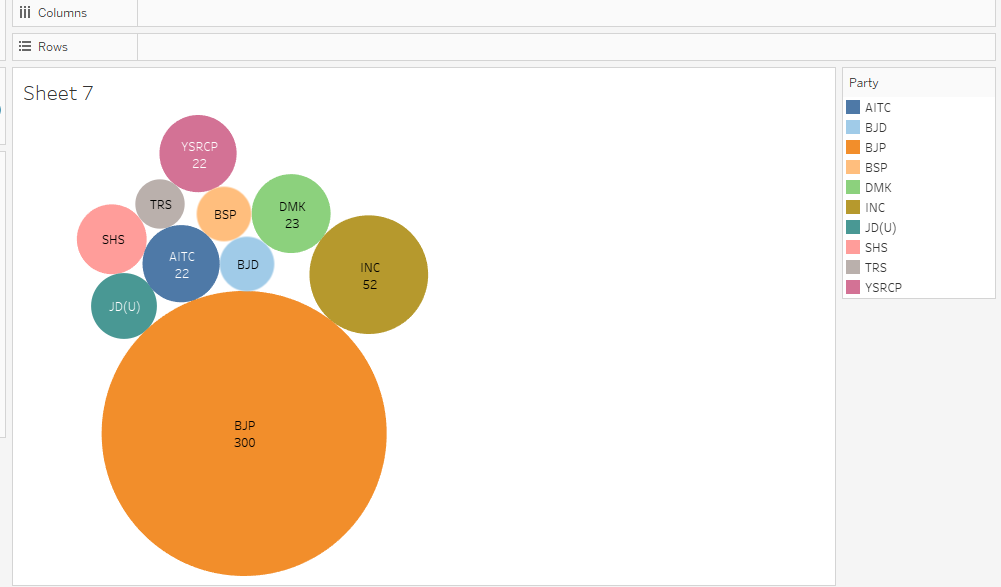 Columns
Rows
Sheet 7
YSRCP
22
TRS
BSP
DMK
23
SHS
AITC
22
BJD
INC
52
JD(U)
BJP
300
Party
AITC
BJD
BJP
BSP
DMK
INC
JD(U)
SHS
TRS
YSRCP